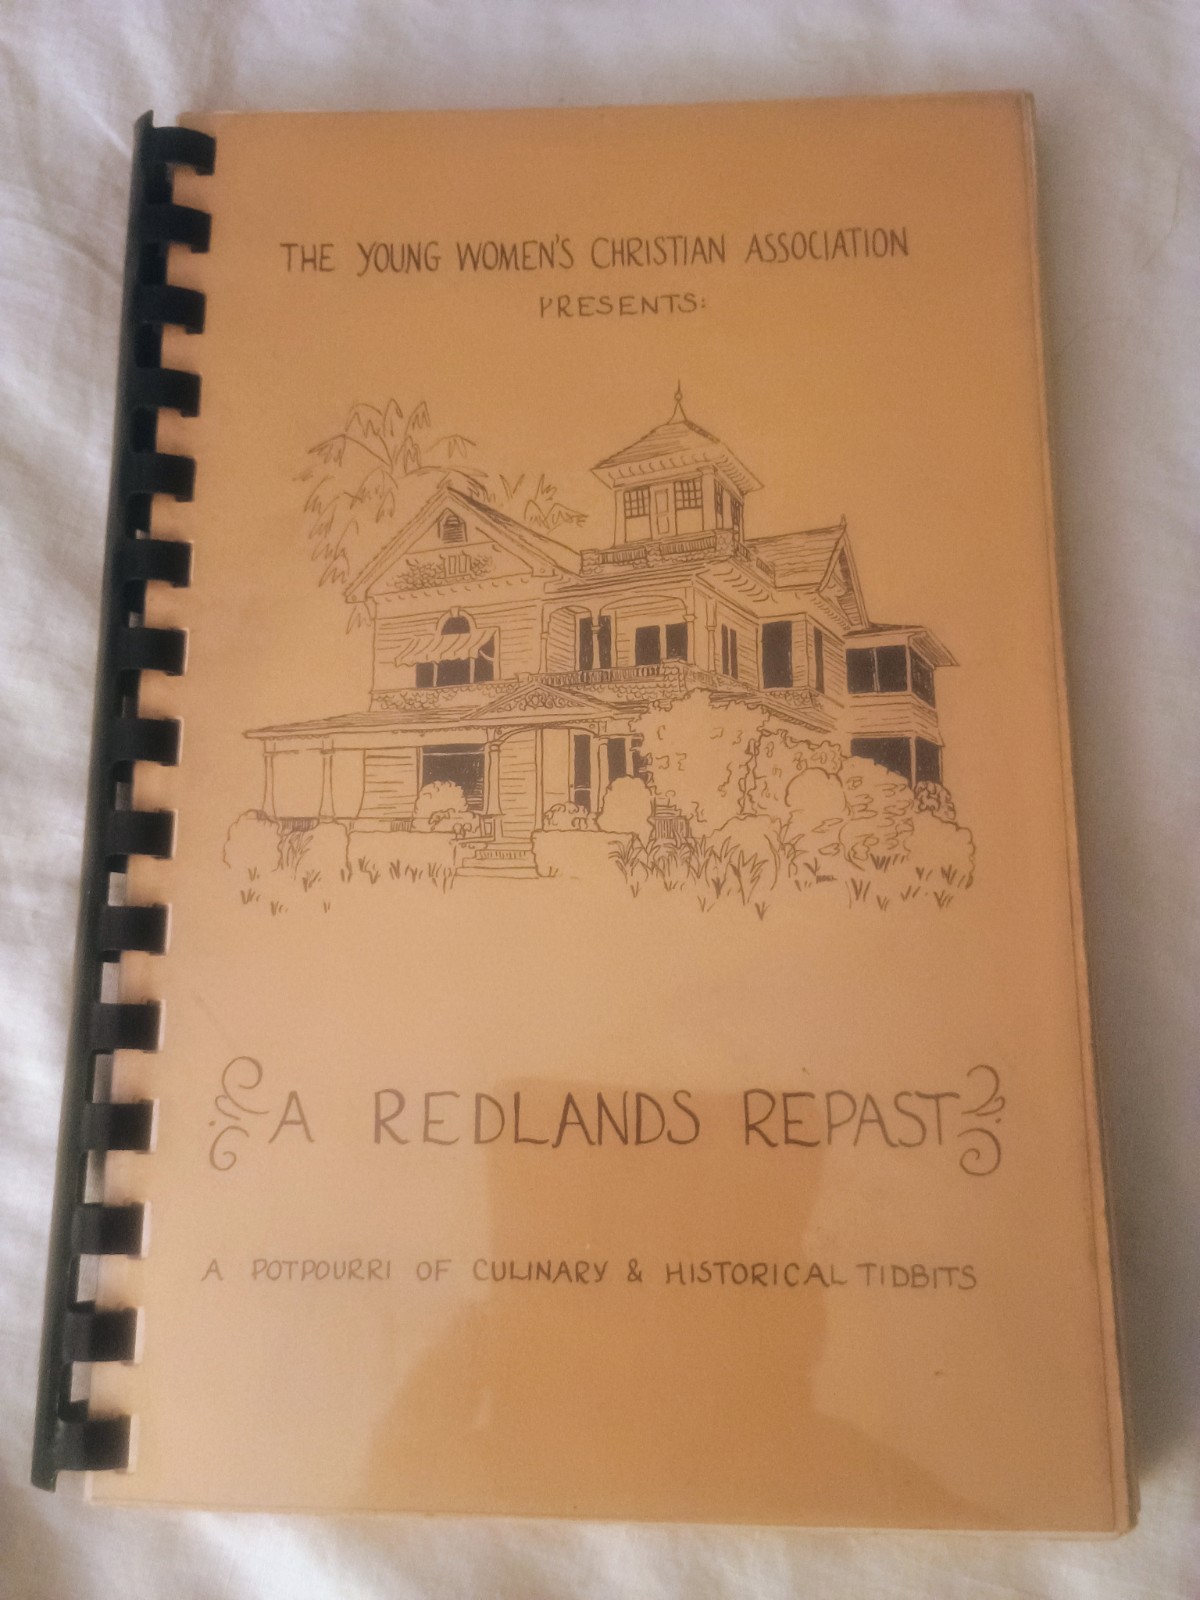 THE YOUNG WOMEN'S CHRISTIAN ASSOCIATION
PRESENTS:
A REDLANDS REPAST
A POTPOURRI OF CULINARY & HISTORICAL TIDBITS